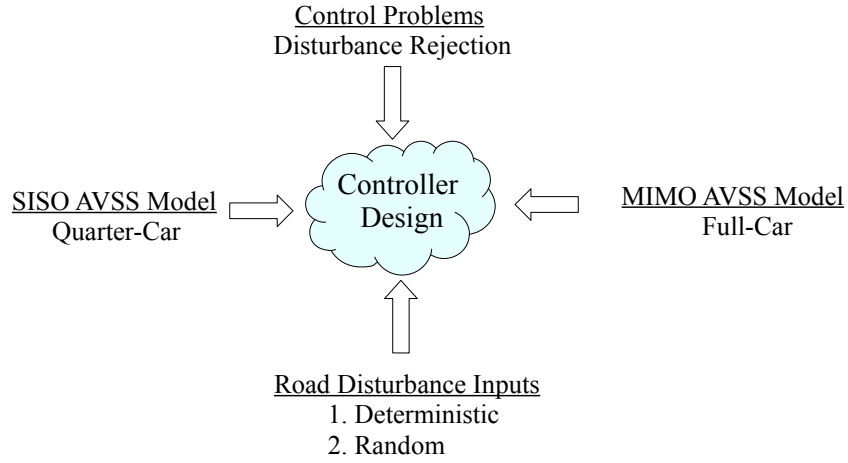 Control Problems
Disturbance Rejection
SISO AVSS Model
Quarter-Car
Controller
Design
MIMO AVSS Model
Full-Car
Road Disturbance Inputs
1. Deterministic
2. Random